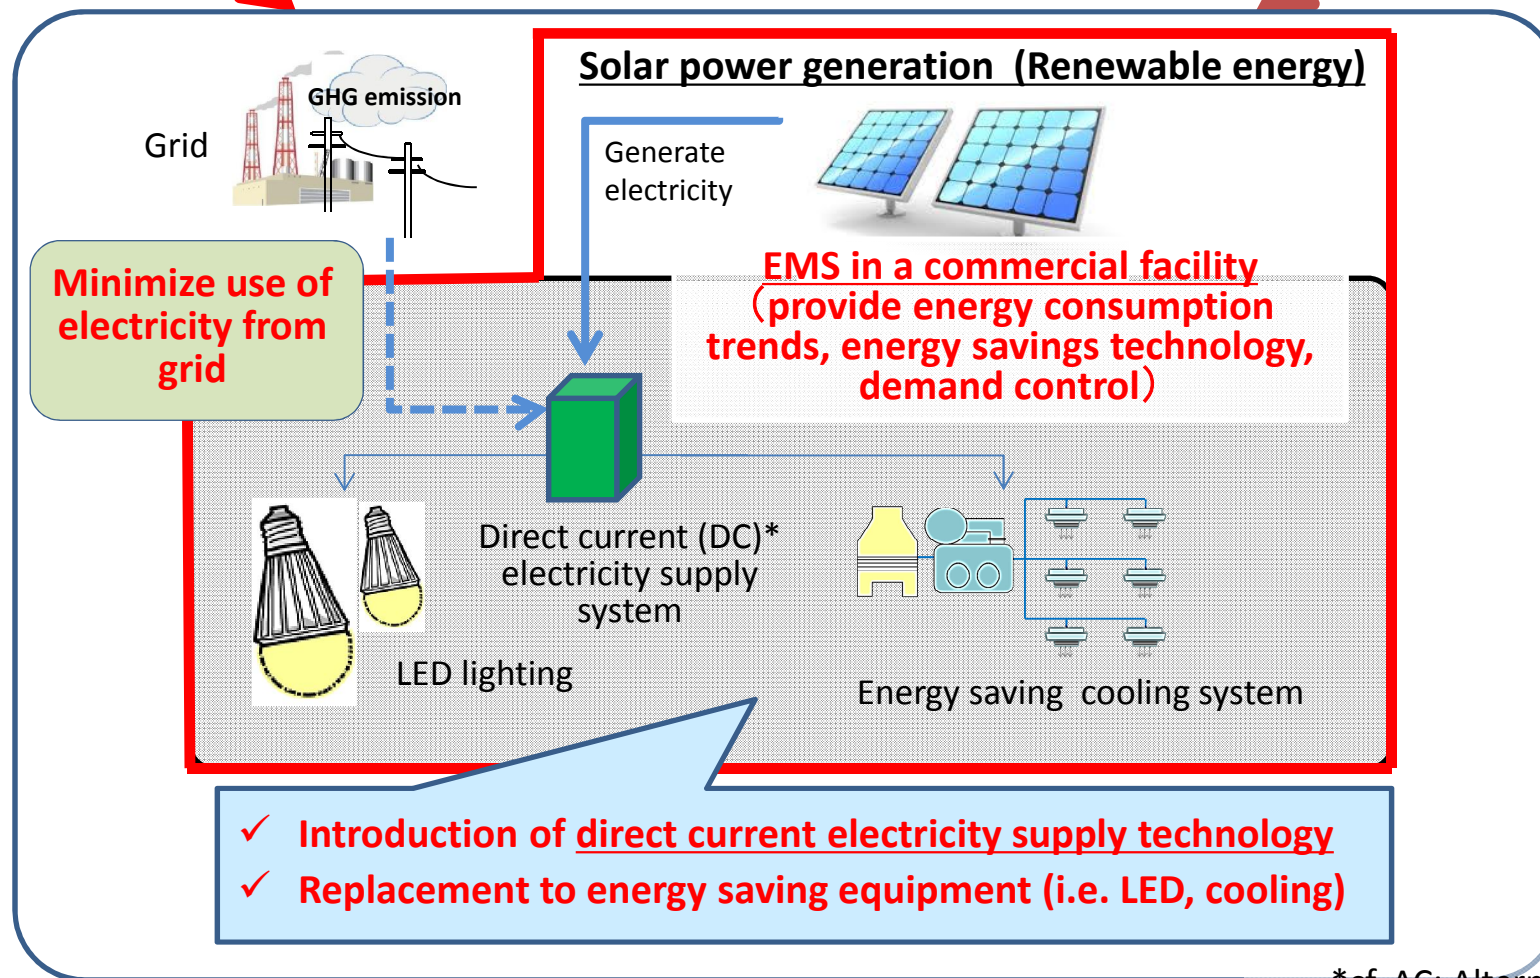 Solar power generation (Renewable energy)
GHG emission
Grid
Generate
electricity
Minimize use of
electricity from
grid
EMS in a commercial facility
（provide energy consumption
trends, energy savings technology,
demand control）
Direct current (DC)*
electricity supply
system
LED lighting
Energy saving cooling system
✓ Introduction of direct current electricity supply technology
✓ Replacement to energy saving equipment (i.e. LED, cooling)